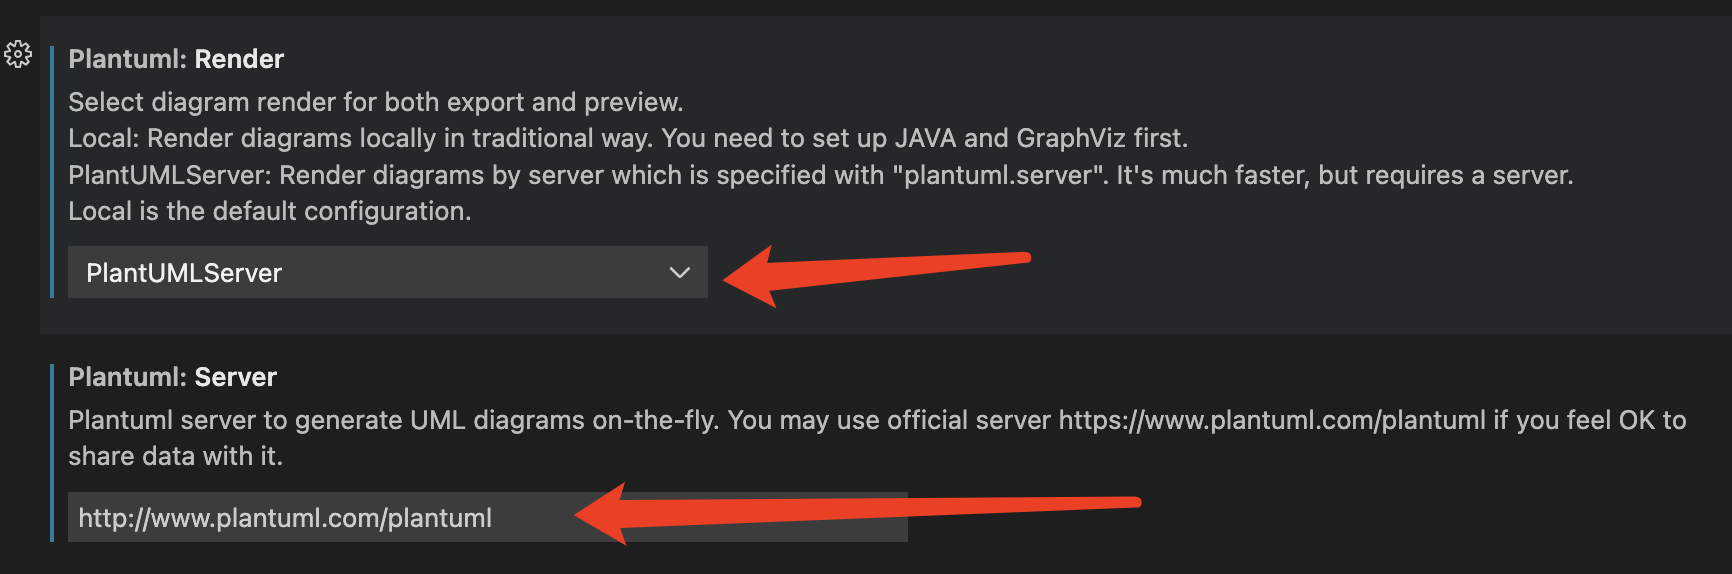 Plantuml: Render
Select diagram render for both export and preview.
Local: Render diagrams locally in traditional way. You need to set up JAVA and GraphViz first.
PlantUMLServer: Render diagrams by server which is specified with "plantuml.server". It's much faster, but requires a server.
Local is the default configuration.
PlantUMLServer
Plantuml: Server
Plantuml server to generate UML diagrams on-the-fly. You may use official server https://www.plantuml.com/plantuml if you feel OK to
share data with it.
http://www.plantuml.com/plantuml